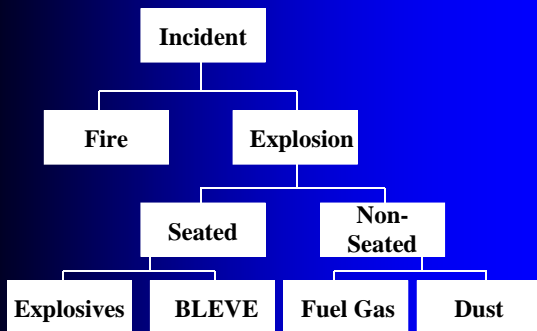 Incident
Fire
Explosion
Seated
Non-
Seated
Explosives
BLEVE
Fuel Gas
Dust